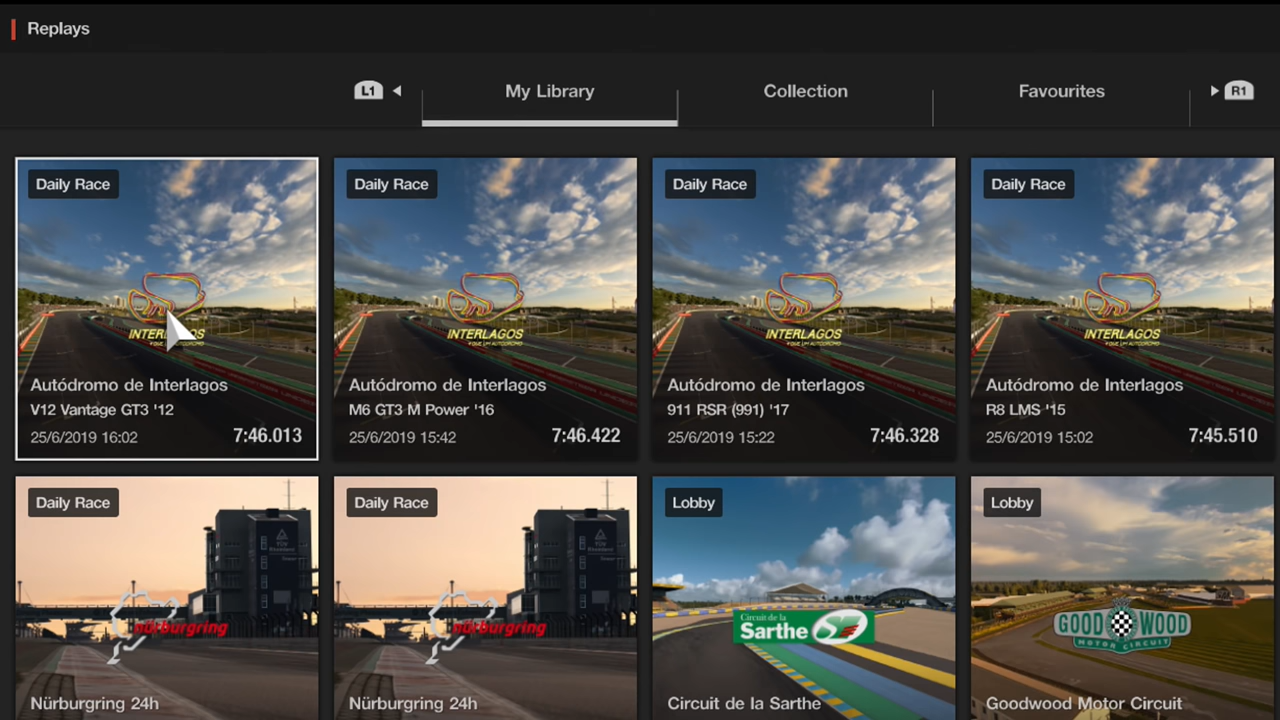 Replays
L1
My Library
Collection
Favourites
R1
Daily Race
INTERLAGOS
Autódromo de Interlagos
V12 Vantage GT3 '12
25/6/2019 16:02
7:46.013
Daily Race
INTERLAGOS
Autódromo de Interlagos
M6 GT3 M Power '16
25/6/2019 15:42
7:46.422
Daily Race
INTERLAGOS
Autódromo de Interlagos
911 RSR (991) '17
25/6/2019 15:22
7:46.328
Daily Race
INTERLAGOS
Autódromo de Interlagos
R8 LMS '15
25/6/2019 15:02
7:45.510
Daily Race
nürburgring
Nürburgring 24h
Daily Race
nürburgring
Nürburgring 24h
Lobby
Circuit de la
Sarthe
Circuit de la Sarthe
Lobby
GOODWOOD
MOTOR CIRCUIT
Goodwood Motor Circuit